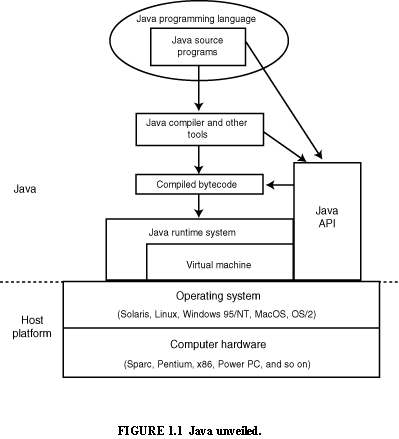 Java programming language
Java source
programs
Java compiler and other
tools
Compiled bytecode
Java
API
Java
Java runtime system
Virtual machine
Operating system
(Solaris, Linux, Windows 95/NT, MacOS, OS/2)
Host
platform
Computer hardware
(Sparc, Pentium, x86, Power PC, and so on)
FIGURE 1.1 Java unveiled.